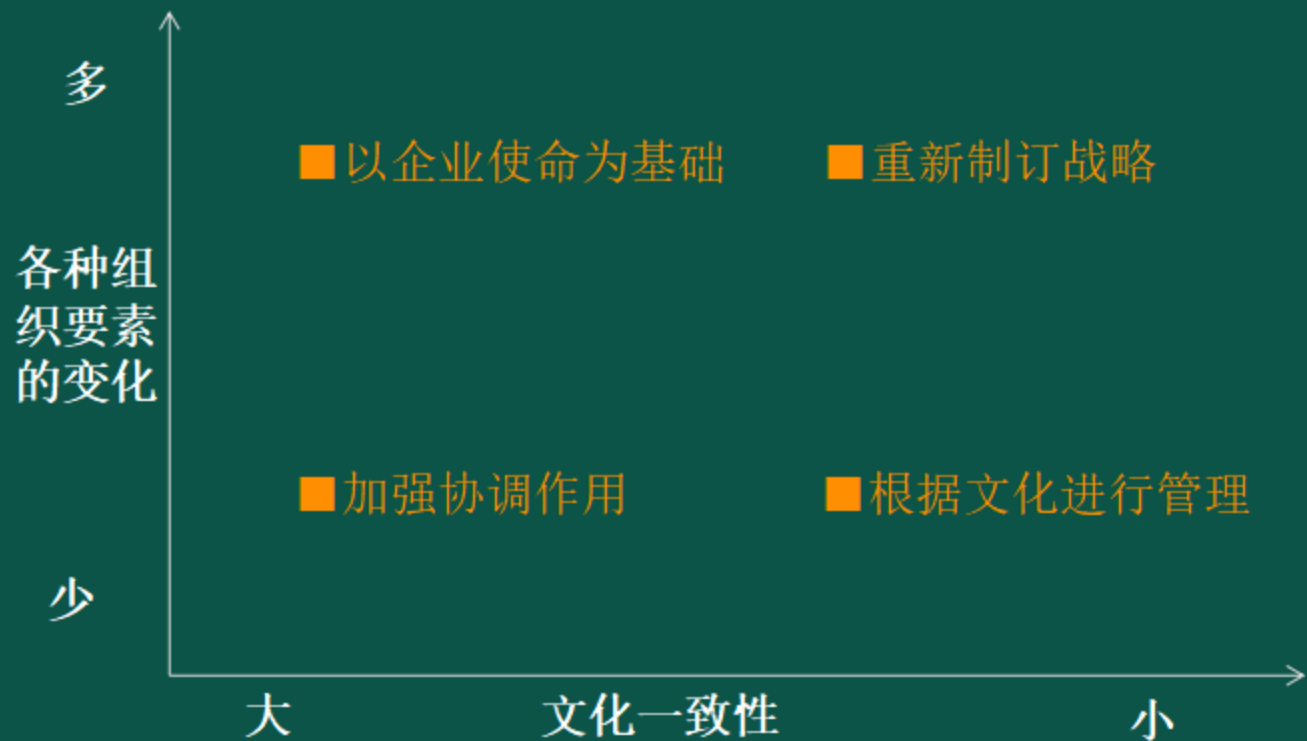 多
■以企业使命为基础
■重新制订战略
各种组
织要素
的变化
■加强协调作用
■根据文化进行管理
少
大
文化一致性
小